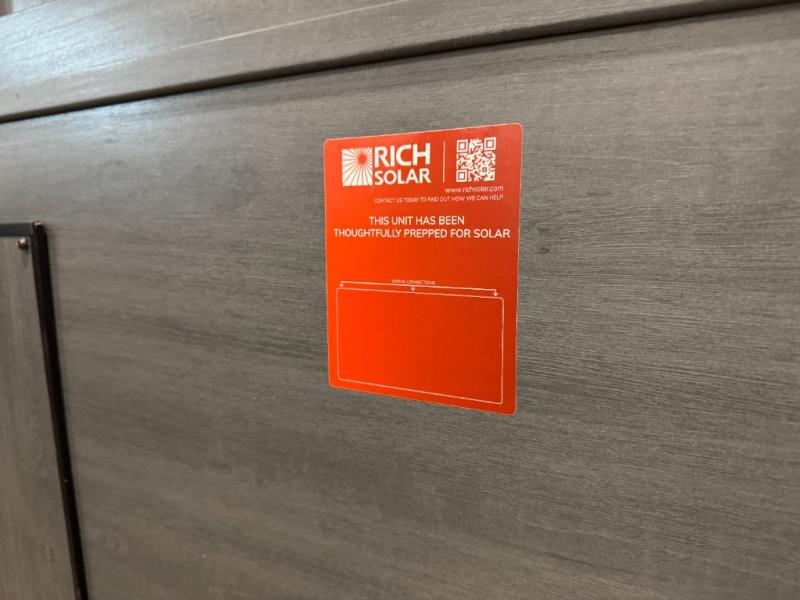 RICH
SOLAR
www.richsolar.com
CONTACT US TODAY TO FIND OUT HOW WE CAN HELP
THIS UNIT HAS BEEN
THOUGHTFULLY PREPPED FOR SOLAR
WIRING CONNECTIONS